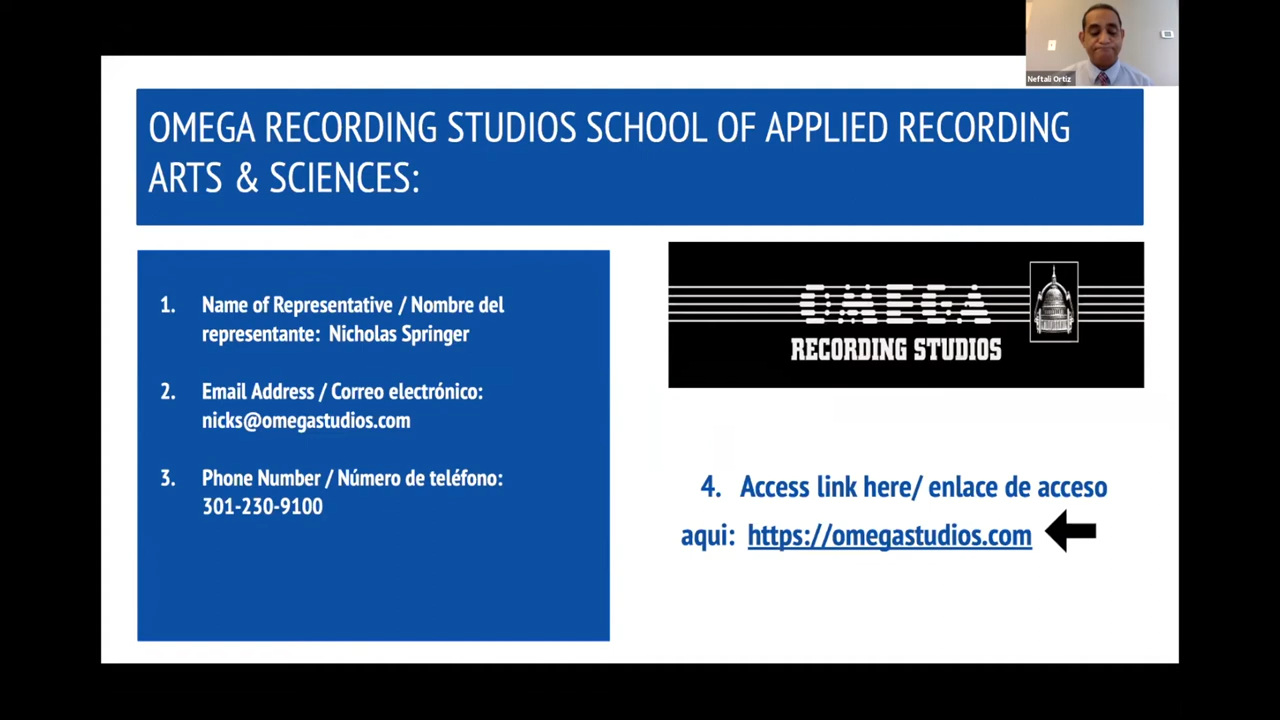 Neftali Ortiz
OMEGA RECORDING STUDIOS SCHOOL OF APPLIED RECORDING
ARTS & SCIENCES:
1. Name of Representative / Nombre del
representante: Nicholas Springer
2. Email Address / Correo electrónico:
nicks@omegastudios.com
3. Phone Number / Número de teléfono:
301-230-9100
OMEGA
RECORDING STUDIOS
4. Access link here/ enlace de acceso
aqui: https://omegastudios.com